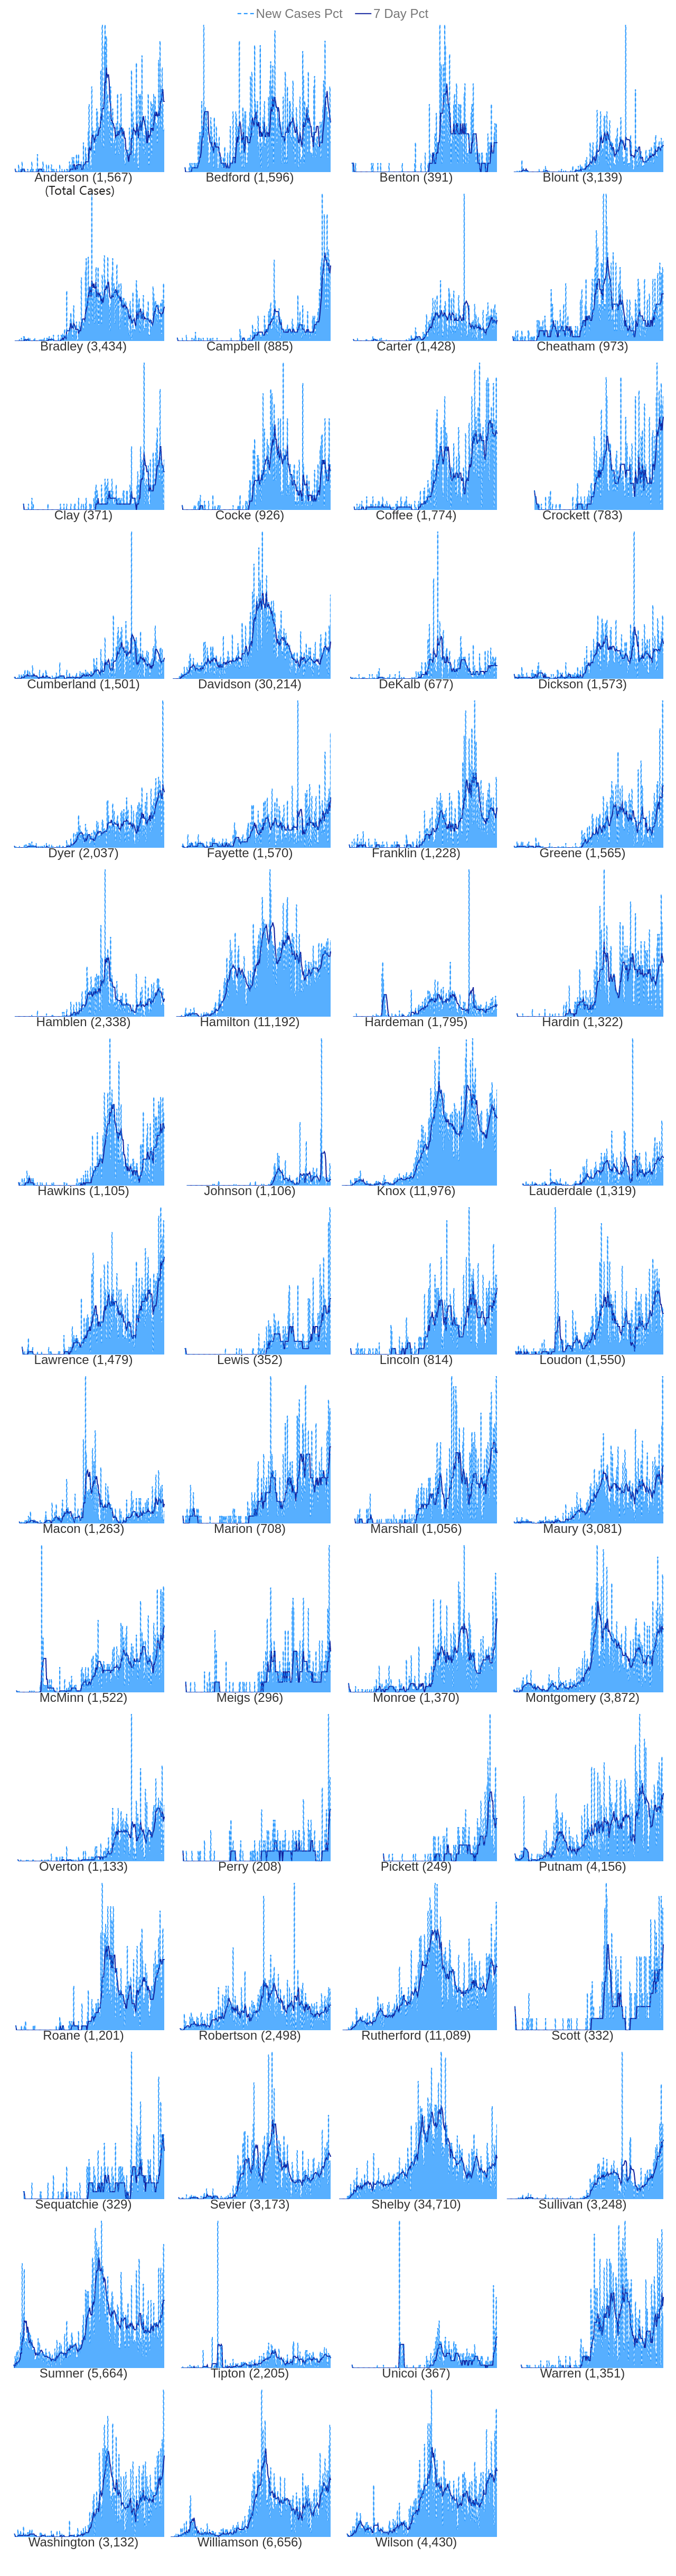 New Cases Pct 7 Day Pct
Anderson (1,567) Bedford (1,596) Benton (391) Blount (3,139)
(Total Cases)
Bradley (3,434) Campbell (885) Carter (1,428) Cheatham (973)
Clay (371) Cocke (926) Coffee (1,774) Crockett (783)
Cumberland (1,501) Davidson (30,214) DeKalb (677) Dickson (1,573)
Dyer (2,037) Fayette (1,570) Franklin (1,228) Greene (1,565)
Hamblen (2,338) Hamilton (11,192) Hardeman (1,795) Hardin (1,322)
Hawkins (1,105) Johnson (1,106) Knox (11,976) Lauderdale (1,319)
Lawrence (1,479) Lewis (352) Lincoln (814) Loudon (1,550)
Macon (1,263) Marion (708) Marshall (1,056) Maury (3,081)
McMinn (1,522) Meigs (296) Monroe (1,370) Montgomery (3,872)
Overton (1,133) Perry (208) Pickett (249) Putnam (4,156)
Roane (1,201) Robertson (2,498) Rutherford (11,089) Scott (332)
Sequatchie (329) Sevier (3,173) Shelby (34,710) Sullivan (3,248)
Sumner (5,664) Tipton (2,205) Unicoi (367) Warren (1,351)
Washington (3,132) Williamson (6,656) Wilson (4,430)